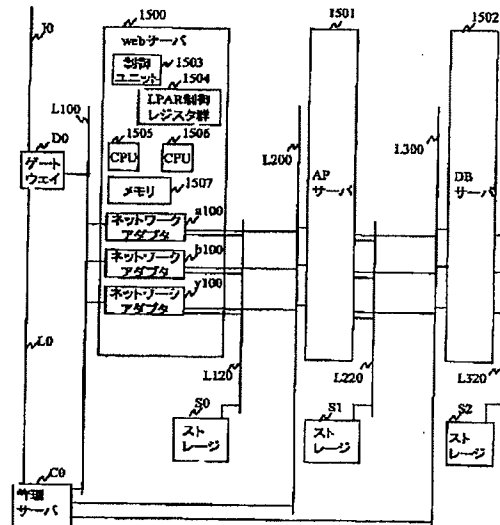 I0
1500
1501
1502
webサーバ
制御
ユニット
1503
1504
L100
LPAR制御
レジスタ群
D0
1505
1506
CPU
CPU
L200
L300
ゲート
ウェイ
メモリ
1507
AP
サーバ
DB
サーバ
ネットワーク
アダプタ
a100
ネットワーク
アダプタ
b100
ネットワーク
アダプタ
y100
L0
L120
L220
L320
S0
S1
S2
スト
レージ
スト
レージ
スト
レージ
C0
管理
サーバ